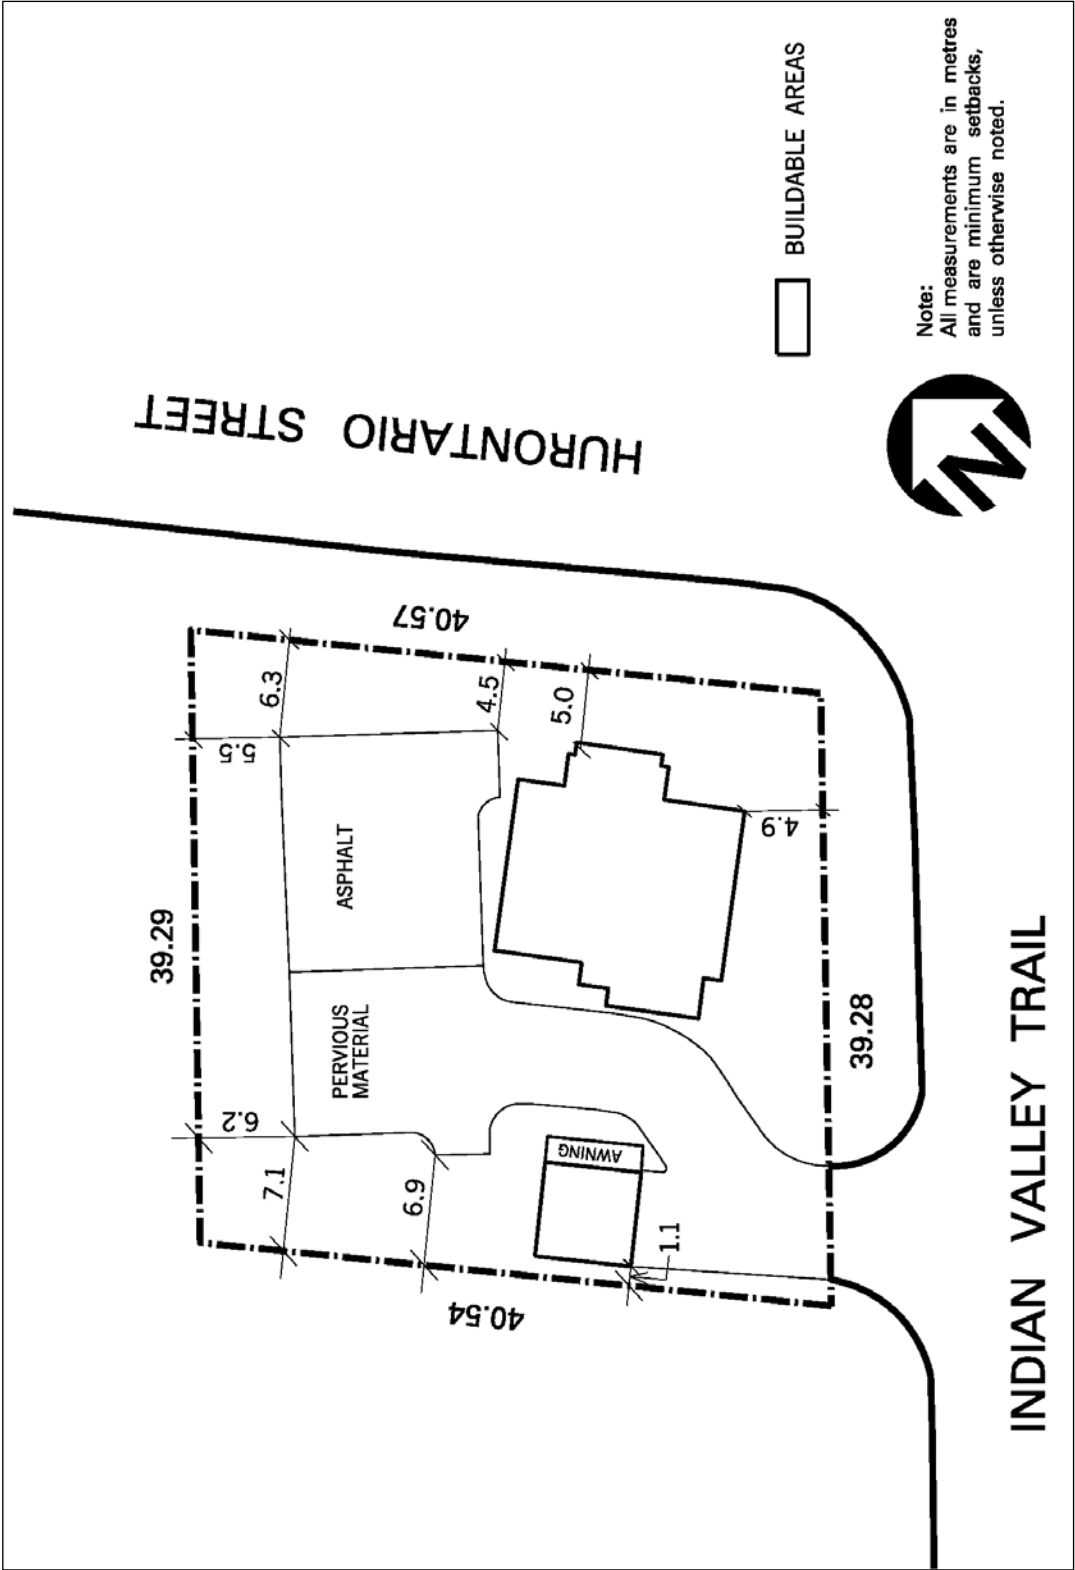 HURONTARIO STREET
40.57
6.3
5.5
4.5
5.0
4.9
39.29
ASPHALT
PERVIOUS
MATERIAL
6.2
7.1
6.9
AWNING
1.1
40.54
39.28
INDIAN VALLEY TRAIL
BUILDABLE AREAS
Note:
All measurements are in metres
and are minimum setbacks,
unless otherwise noted.
N